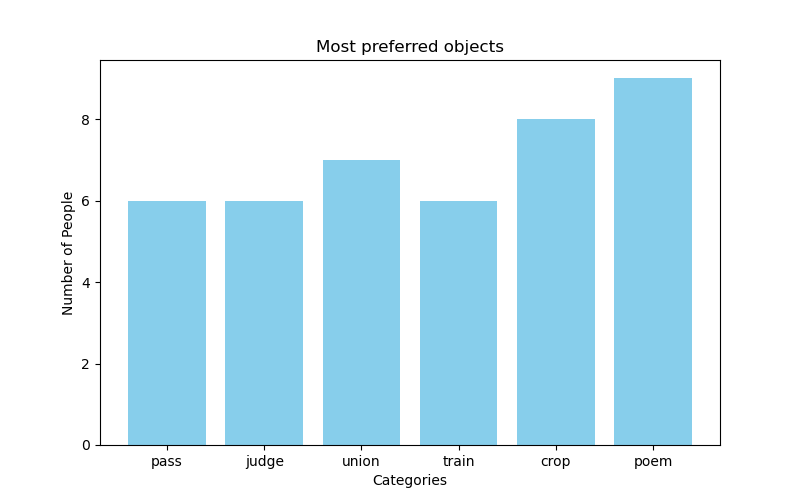 Most preferred objects
Number of People
8
6
4
2
0
pass judge union train crop poem
Categories